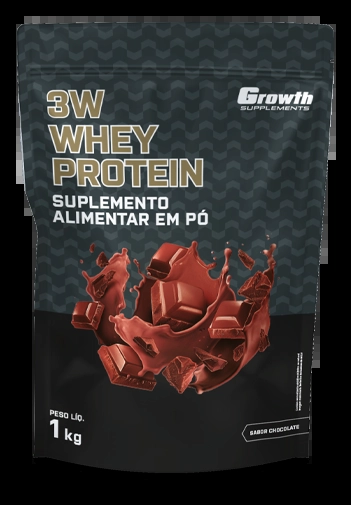 Growth
SUPPLEMENTS
3W
WHEY
PROTEIN
SUPLEMENTO
ALIMENTAR EM PÓ
PESO LÍQ.
1 kg
SABOR CHOCOLATE